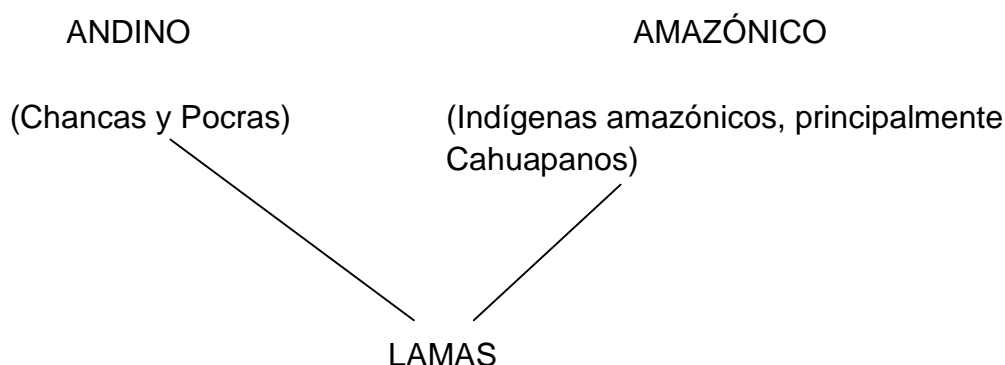 ANDINO AMAZÓNICO
(Chancas y Pocras) (Indígenas amazónicos, principalmente
Cahuapanos)
LAMAS